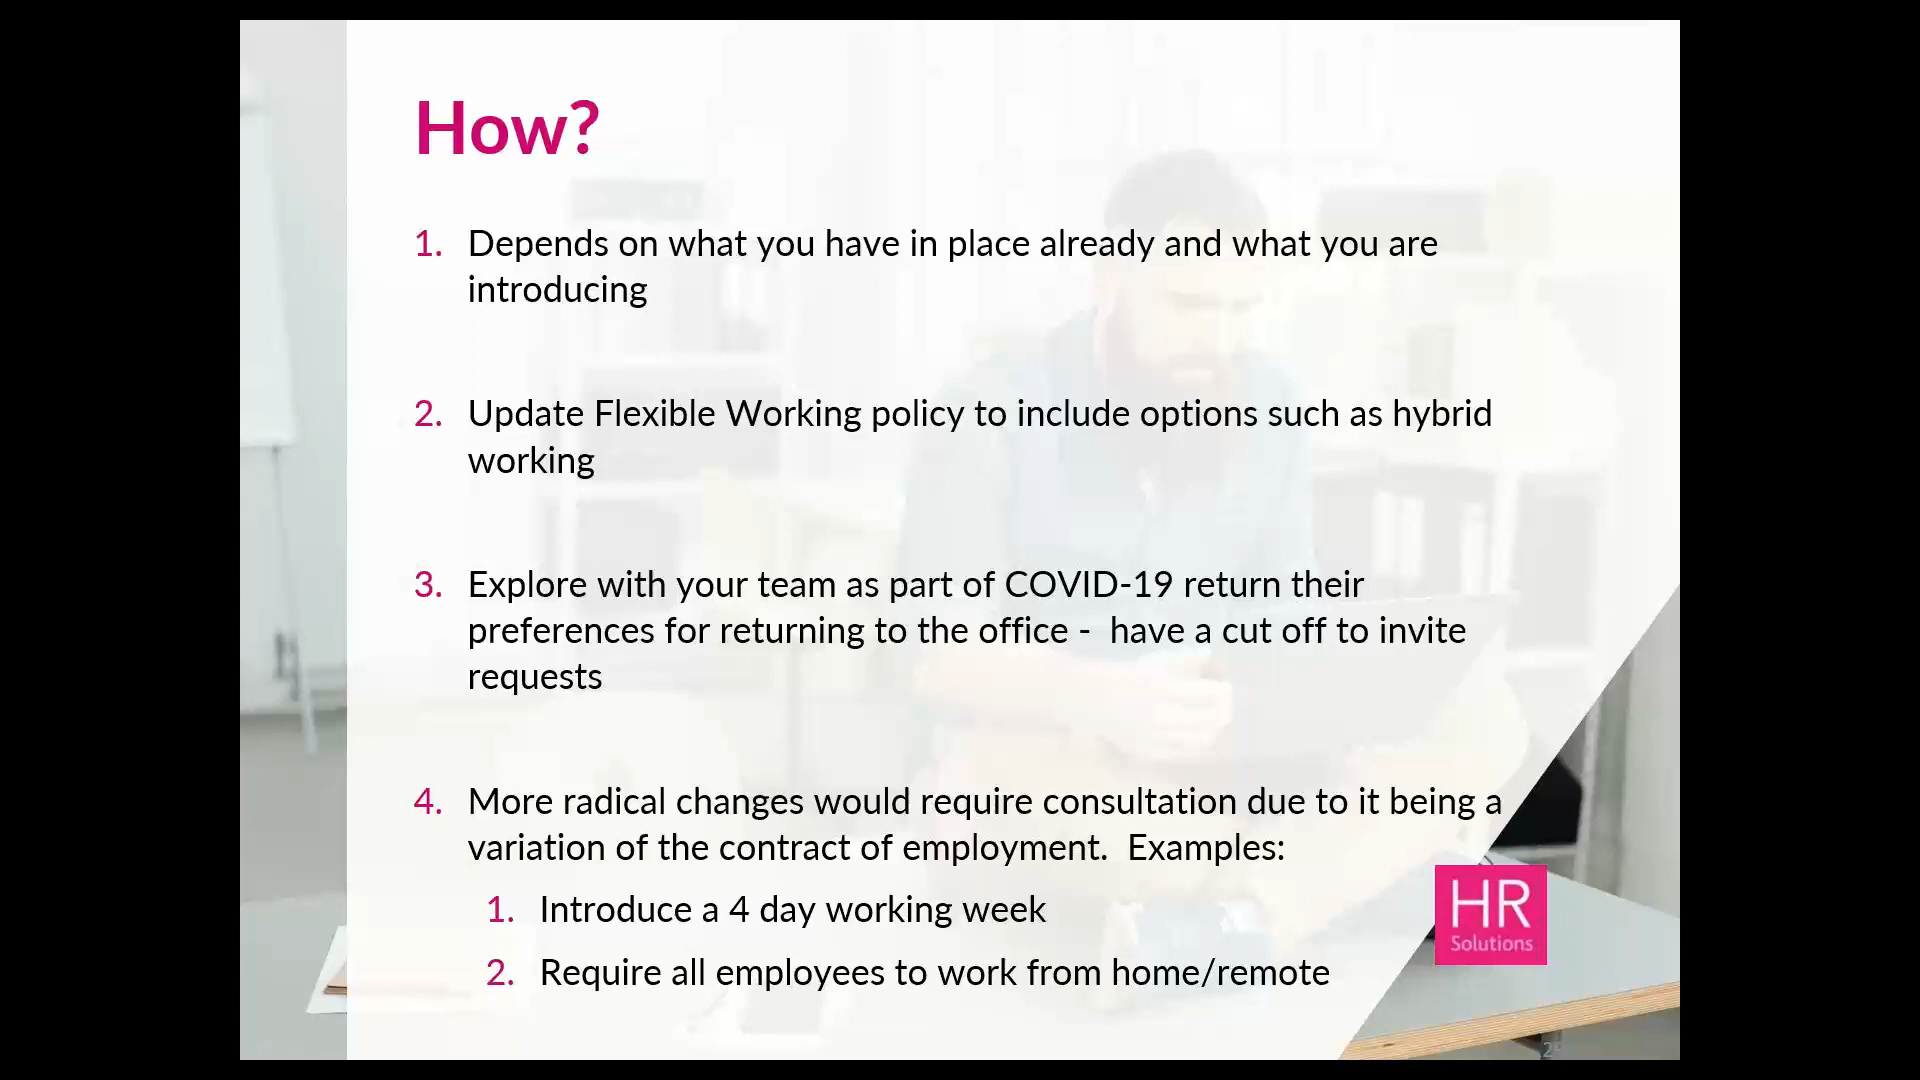 How?
1. Depends on what you have in place already and what you are
introducing
2. Update Flexible Working policy to include options such as hybrid
working
3. Explore with your team as part of COVID-19 return their
preferences for returning to the office -  have a cut off to invite
requests
4. More radical changes would require consultation due to it being a
variation of the contract of employment.  Examples:
1. Introduce a 4 day working week
2. Require all employees to work from home/remote
HR
Solutions